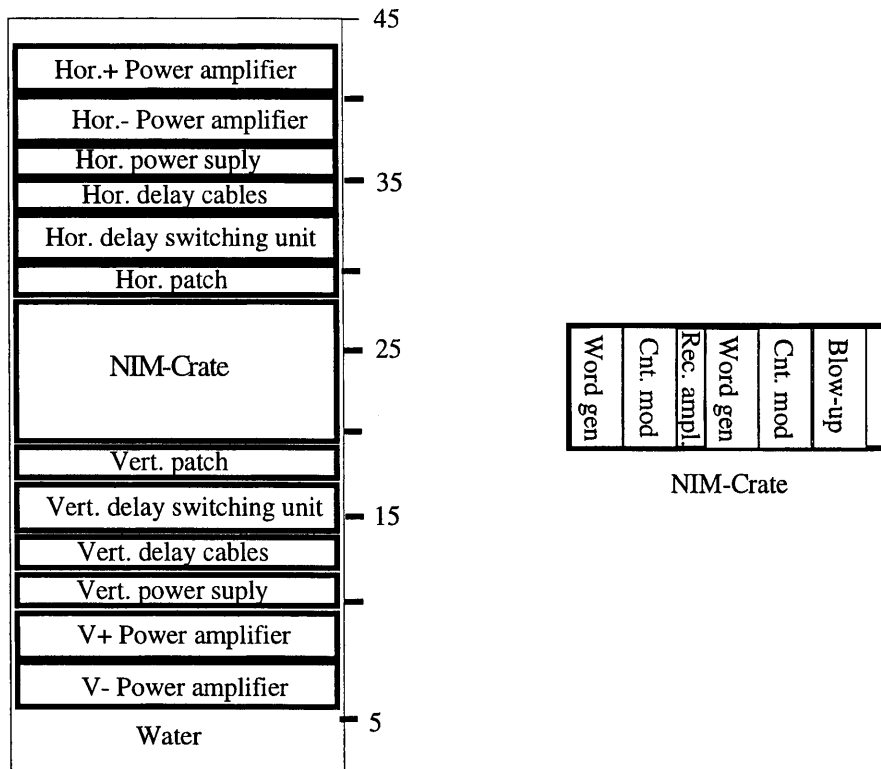 45
Hor.+ Power amplifier
Hor.- Power amplifier
Hor. power suply
35
Hor. delay cables
Hor. delay switching unit
Hor. patch
25
NIM-Crate
Vert. patch
Vert. delay switching unit
15
Vert. delay cables
Vert. power suply
V+ Power amplifier
V- Power amplifier
5
Water
Word gen
Cnt. mod
Rec. ampl.
Word gen
Cnt. mod
Blow-up
NIM-Crate